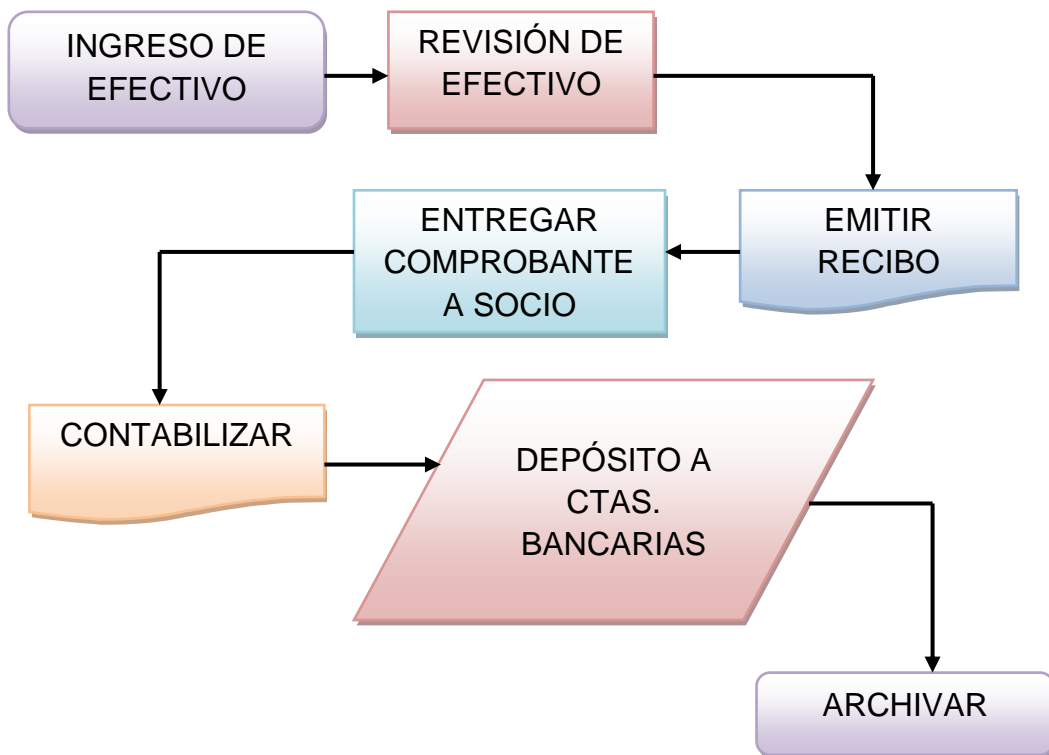 INGRESO DE
EFECTIVO
REVISIÓN DE
EFECTIVO
EMITIR
RECIBO
ENTREGAR
COMPROBANTE
A SOCIO
CONTABILIZAR
DEPÓSITO A
CTAS.
BANCARIAS
ARCHIVAR